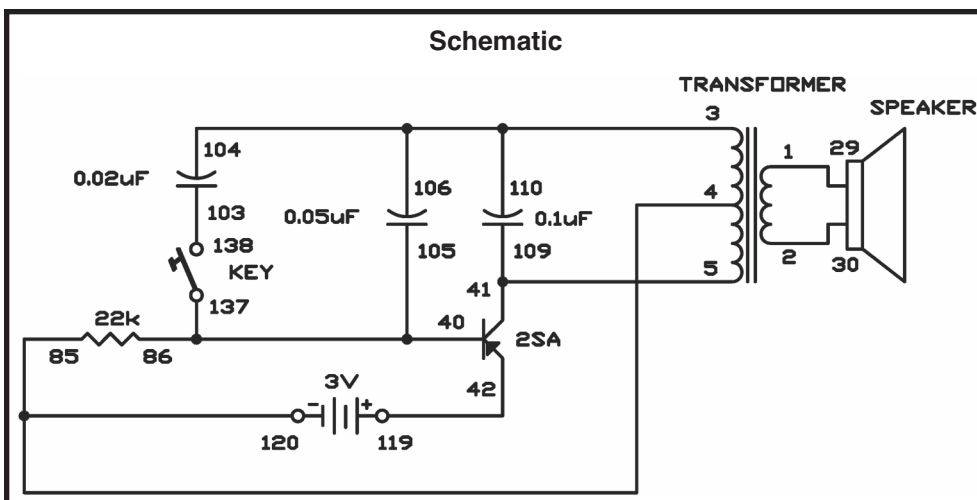 Schematic
TRANSFORMER
3
SPEAKER
104
0.02uF
103
138
KEY
137
106
0.05uF
105
110
0.1uF
109
4
5
1
2
29
30
41
40
2SA
42
22k
85
86
3V
-
+
120
119